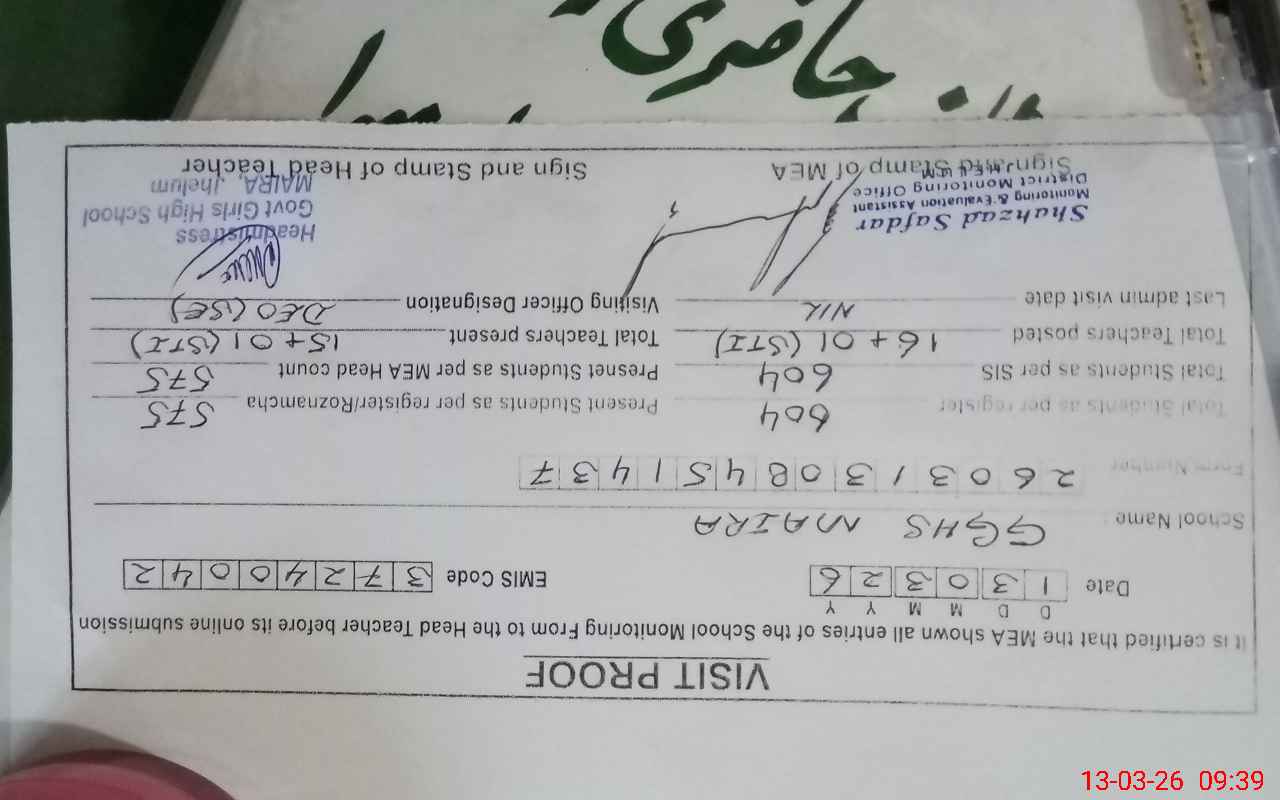 حاضری
VISIT PROOF
It is certified that the MEA shown all entries of the School Monitoring From to the Head Teacher before its online submission
D D M M Y Y
Date 1 3 0 3 2 6 EMIS Code 3 7 2 4 0 0 4 2
School Name GGHS MAIRA
Form Number 2 6 0 3 1 3 0 8 4 5 1 4 3 7
Total Students as per register 604 Present Students as per register/Roznamcha 575
Total Students as per SIS 604 Presnet Students as per MEA Head count 575
Total Teachers posted 16 + 01 (STI) Total Teachers present 15 + 01 (STI)
Last admin visit date NIL Visiting Officer Designation DEO (SE)
Shahzad Safdar
Monitoring & Evaluation Assistant
District Monitoring Office
JHELUM
Headmistress
Govt Girls High School
MAIRA, Jhelum
Sign and Stamp of MEA Sign and Stamp of Head Teacher
13-03-26 09:39